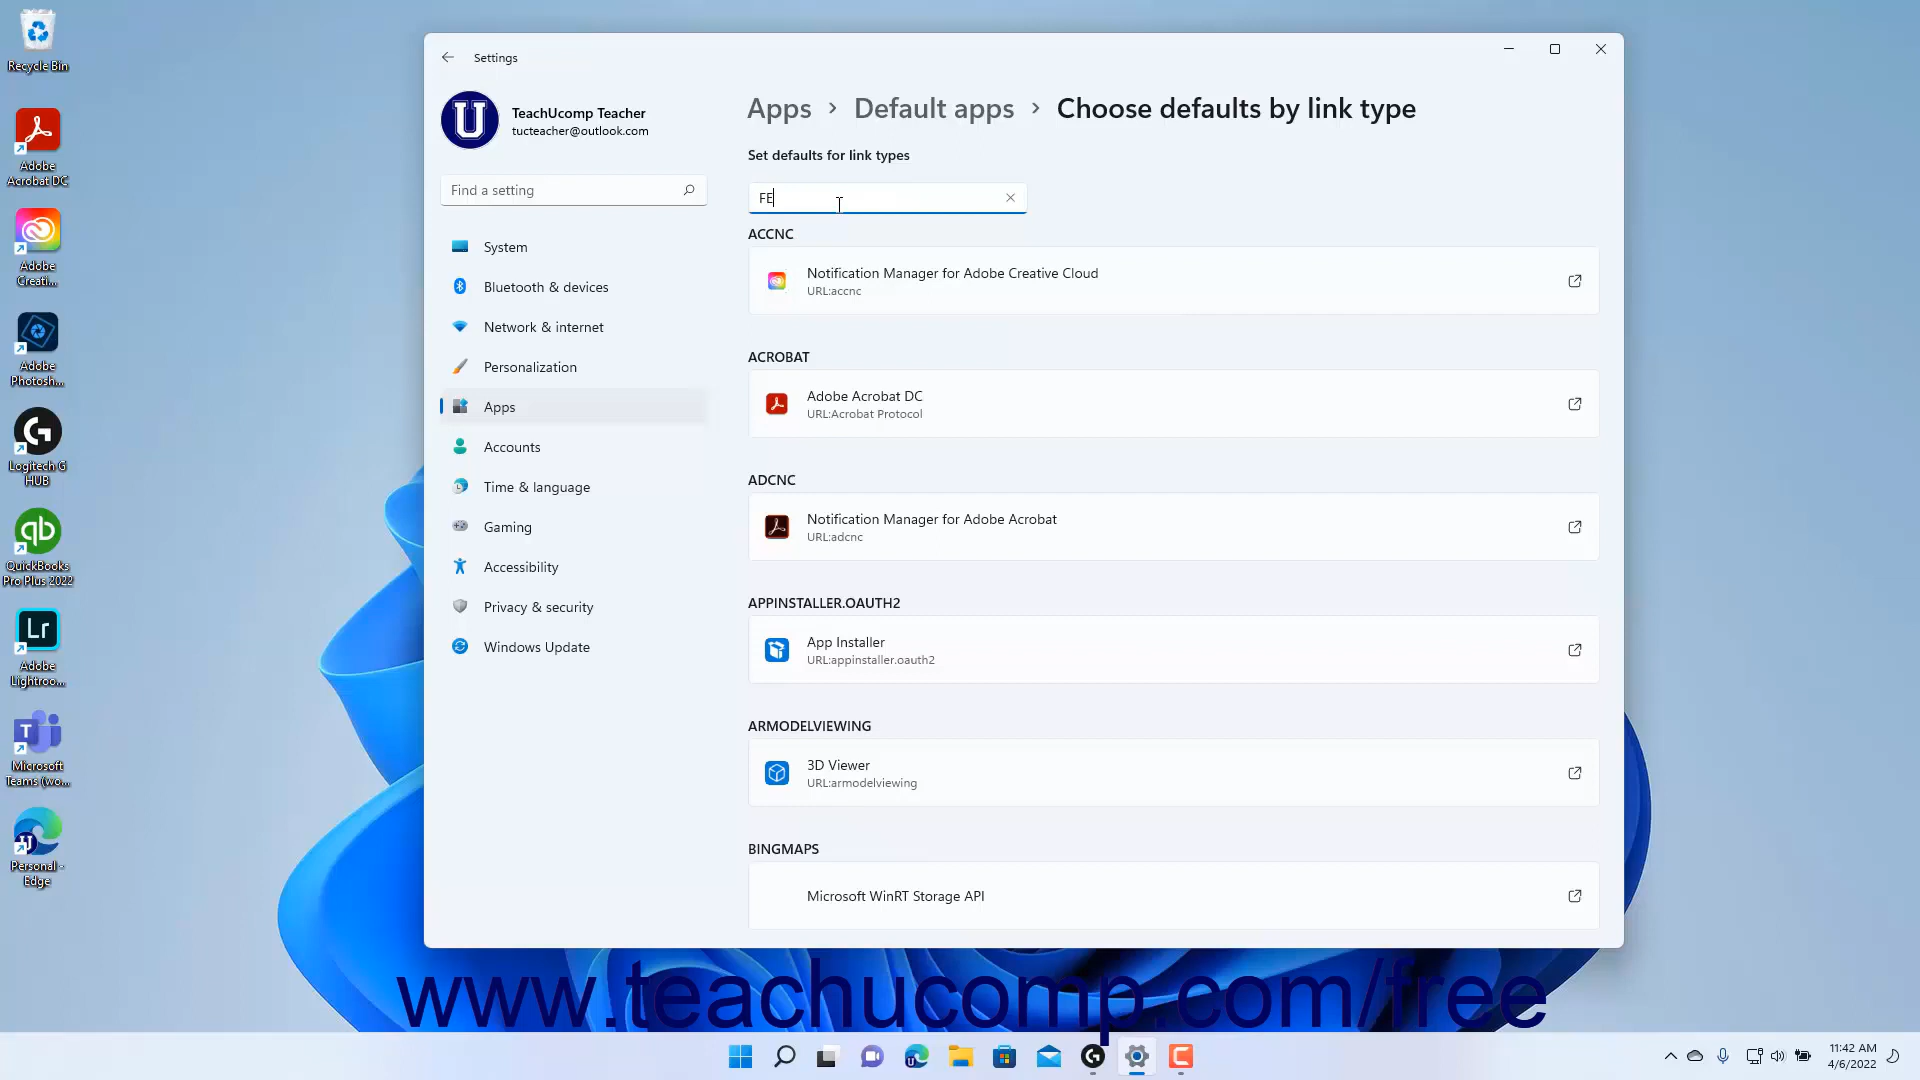 Recycle Bin
Adobe
Acrobat DC
Adobe
Creati...
Adobe
Photosh...
Logitech G
HUB
QuickBooks
Pro Plus 2022
Lr
Adobe
Lightroo...
Microsoft
Teams (wo...
Personal -
Edge
Settings
TeachUcomp Teacher
tucteacher@outlook.com
Find a setting
System
Bluetooth & devices
Network & internet
Personalization
Apps
Accounts
Time & language
Gaming
Accessibility
Privacy & security
Windows Update
Apps > Default apps > Choose defaults by link type
Set defaults for link types
FE
ACCNC
Notification Manager for Adobe Creative Cloud
URL:accnc
ACROBAT
Adobe Acrobat DC
URL:Acrobat Protocol
ADCNC
Notification Manager for Adobe Acrobat
URL:adcnc
APPINSTALLER.OAUTH2
App Installer
URL:appinstaller.oauth2
ARMODELVIEWING
3D Viewer
URL:armodelviewing
BINGMAPS
Microsoft WinRT Storage API
www.teachucomp.com/free
11:42 AM
4/6/2022